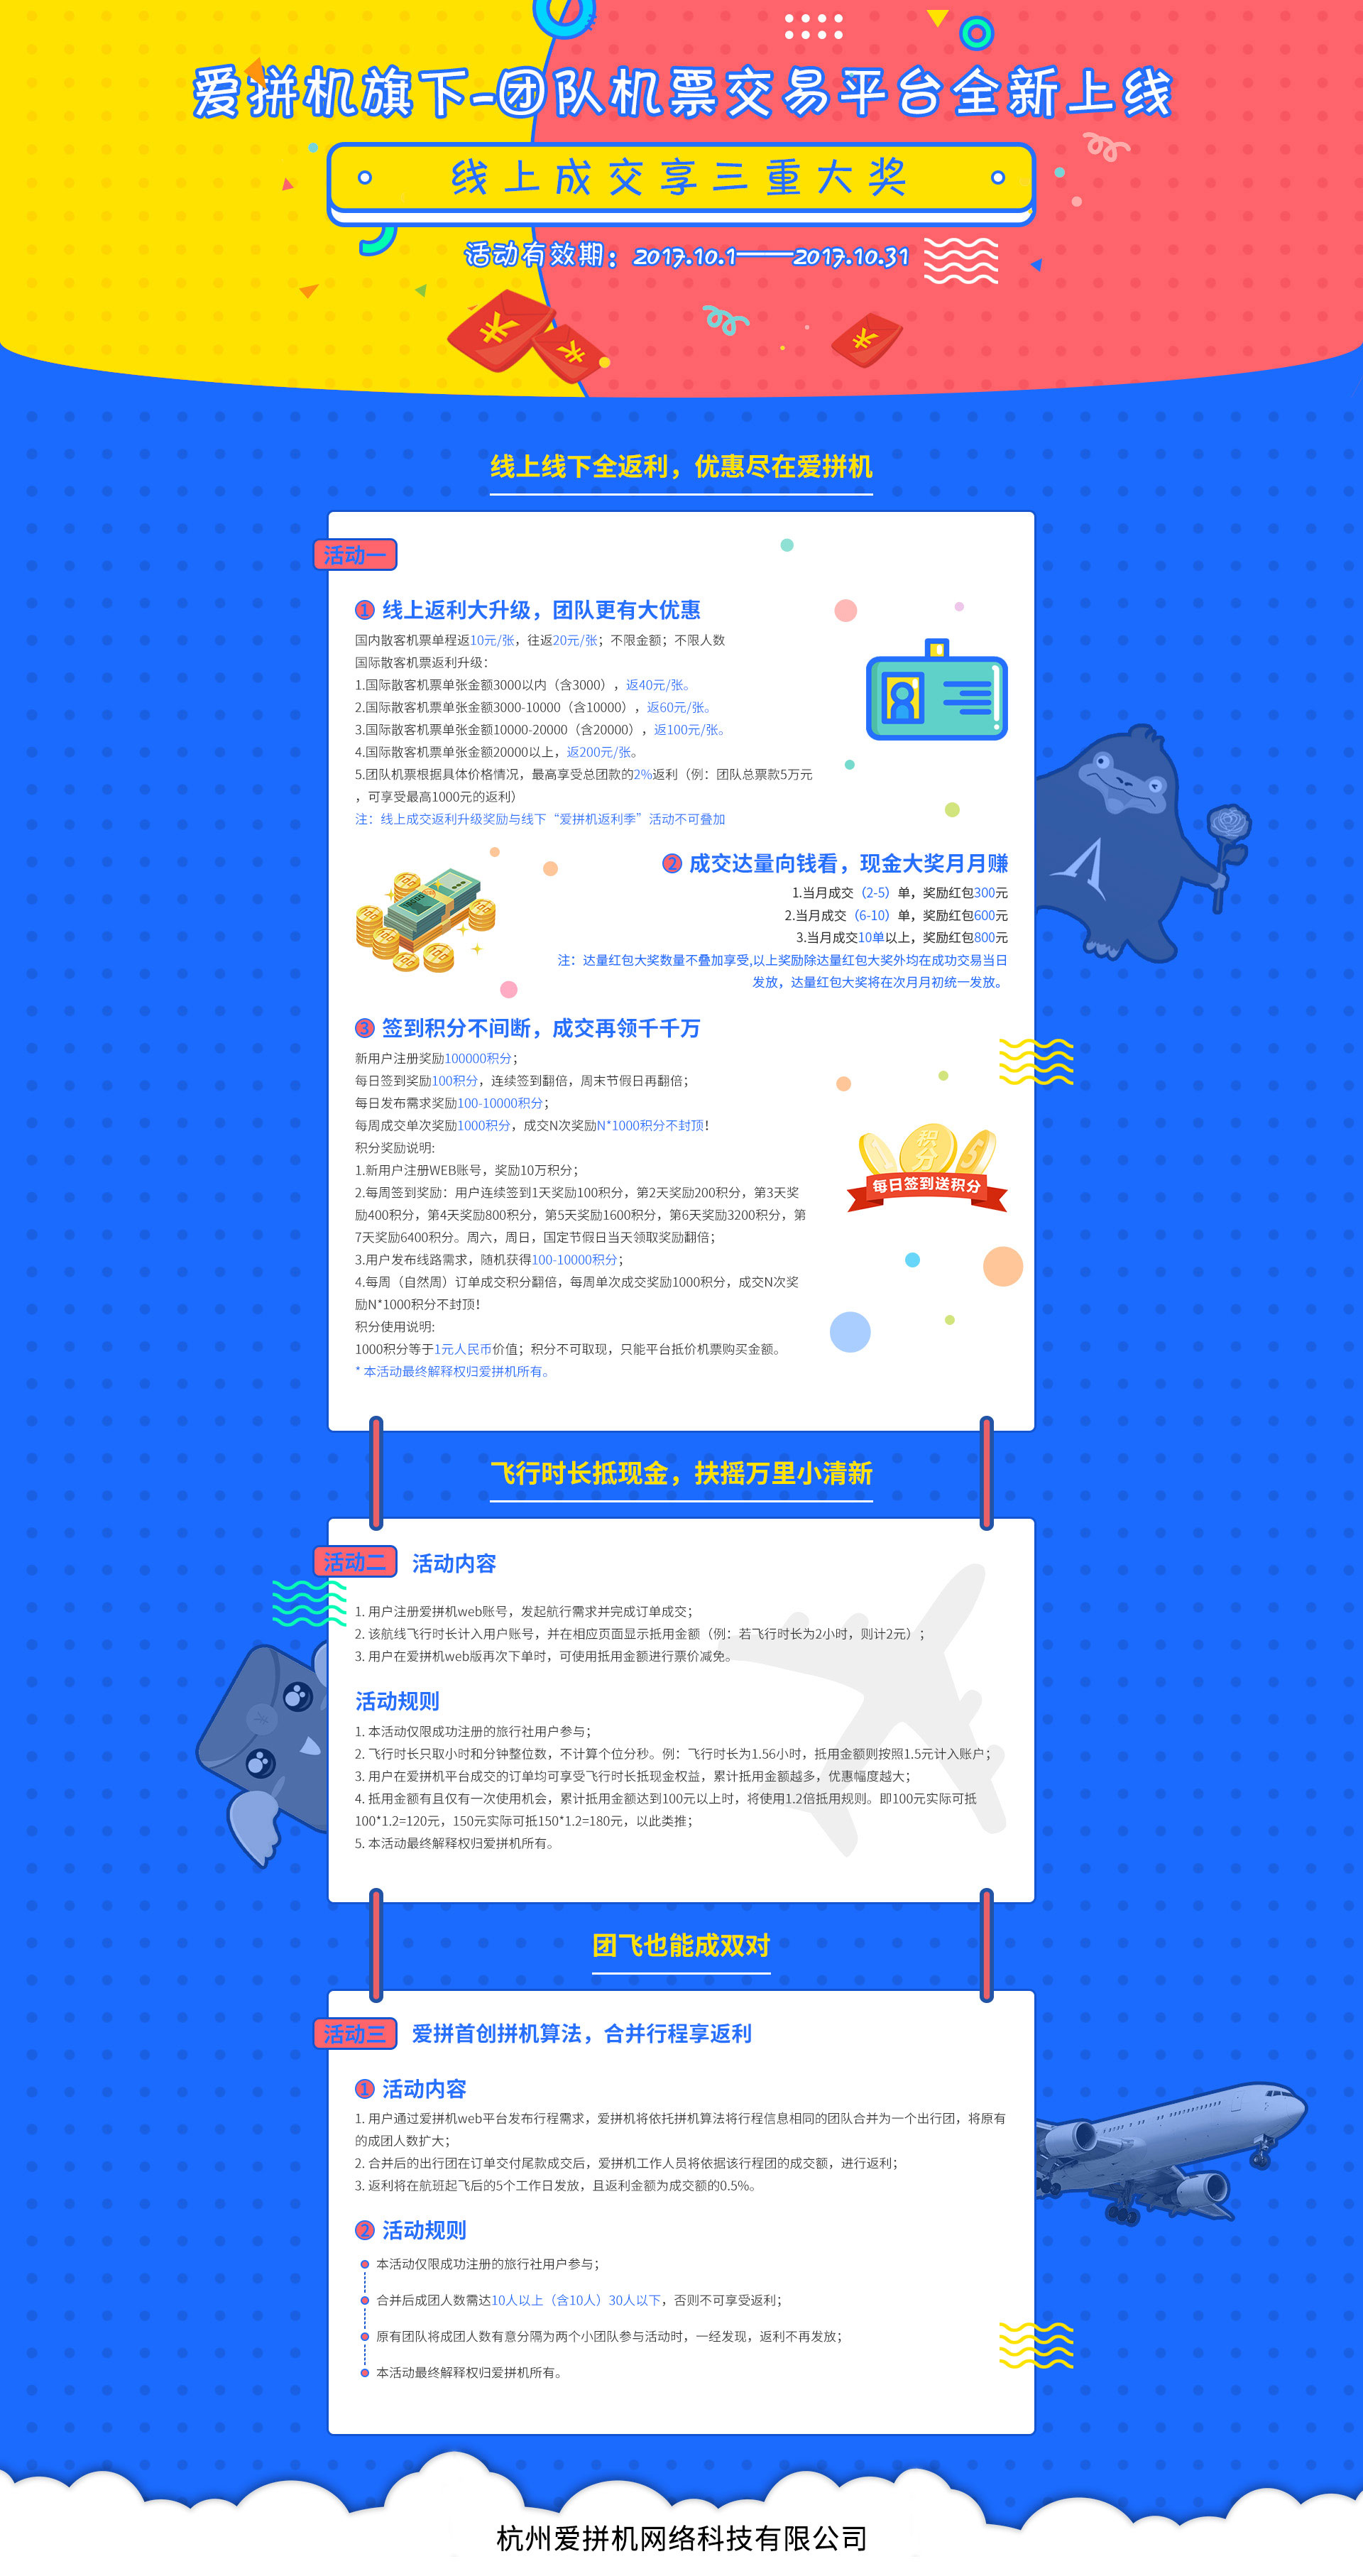 爱拼机旗下-团队机票交易平台全新上线
线上成交享三重大奖
活动有效期：2017.10.1——2017.10.31
线上线下全返利，优惠尽在爱拼机
活动一
1 线上返利大升级，团队更有大优惠
国内散客机票单程返10元/张，往返20元/张；不限金额；不限人数
国际散客机票返利升级：
1.国际散客机票单张金额3000以内（含3000），返40元/张。
2.国际散客机票单张金额3000-10000（含10000），返60元/张。
3.国际散客机票单张金额10000-20000（含20000），返100元/张。
4.国际散客机票单张金额20000以上，返200元/张。
5.团队机票根据具体价格情况，最高享受总团款的2%返利（例：团队总票款5万元
，可享受最高1000元的返利）
注：线上成交返利升级奖励与线下“爱拼机返利季”活动不可叠加
2 成交达量向钱看，现金大奖月月赚
1.当月成交（2-5）单，奖励红包300元
2.当月成交（6-10）单，奖励红包600元
3.当月成交10单以上，奖励红包800元
注：达量红包大奖数量不叠加享受,以上奖励除达量红包大奖外均在成功交易当日
发放，达量红包大奖将在次月月初统一发放。
3 签到积分不间断，成交再领千千万
新用户注册奖励100000积分；
每日签到奖励100积分，连续签到翻倍，周末节假日再翻倍；
每日发布需求奖励100-10000积分；
每周成交单次奖励1000积分，成交N次奖励N*1000积分不封顶！
积分奖励说明:
1.新用户注册WEB账号，奖励10万积分；
2.每周签到奖励：用户连续签到1天奖励100积分，第2天奖励200积分，第3天奖
励400积分，第4天奖励800积分，第5天奖励1600积分，第6天奖励3200积分，第
7天奖励6400积分。周六，周日，国定节假日当天领取奖励翻倍；
3.用户发布线路需求，随机获得100-10000积分；
4.每周（自然周）订单成交积分翻倍，每周单次成交奖励1000积分，成交N次奖
励N*1000积分不封顶！
积分使用说明:
1000积分等于1元人民币价值；积分不可取现，只能平台抵价机票购买金额。
* 本活动最终解释权归爱拼机所有。
积分
5
每日签到送积分
飞行时长抵现金，扶摇万里小清新
活动二
活动内容
1. 用户注册爱拼机web账号，发起航行需求并完成订单成交；
2. 该航线飞行时长计入用户账号，并在相应页面显示抵用金额（例：若飞行时长为2小时，则计2元）；
3. 用户在爱拼机web版再次下单时，可使用抵用金额进行票价减免。
活动规则
1. 本活动仅限成功注册的旅行社用户参与；
2. 飞行时长只取小时和分钟整位数，不计算个位分秒。例：飞行时长为1.56小时，抵用金额则按照1.5元计入账户；
3. 用户在爱拼机平台成交的订单均可享受飞行时长抵现金权益，累计抵用金额越多，优惠幅度越大；
4. 抵用金额有且仅有一次使用机会，累计抵用金额达到100元以上时，将使用1.2倍抵用规则。即100元实际可抵
100*1.2=120元，150元实际可抵150*1.2=180元，以此类推；
5. 本活动最终解释权归爱拼机所有。
团飞也能成双对
活动三
爱拼首创拼机算法，合并行程享返利
1 活动内容
1. 用户通过爱拼机web平台发布行程需求，爱拼机将依托拼机算法将行程信息相同的团队合并为一个出行团，将原有
的成团人数扩大；
2. 合并后的出行团在订单交付尾款成交后，爱拼机工作人员将依据该行程团的成交额，进行返利；
3. 返利将在航班起飞后的5个工作日发放，且返利金额为成交额的0.5%。
2 活动规则
本活动仅限成功注册的旅行社用户参与；
合并后成团人数需达10人以上（含10人）30人以下，否则不可享受返利；
原有团队将成团人数有意分隔为两个小团队参与活动时，一经发现，返利不再发放；
本活动最终解释权归爱拼机所有。
杭州爱拼机网络科技有限公司